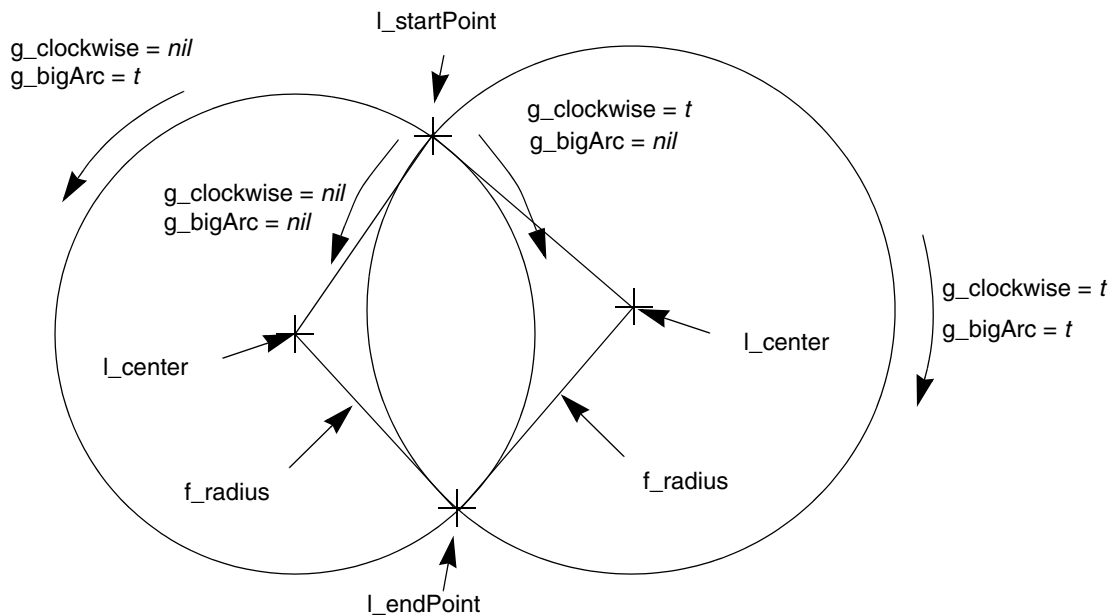 l_startPoint
g_clockwise = nil
g_bigArc = t
g_clockwise = t
g_bigArc = nil
g_clockwise = nil
g_bigArc = nil
g_clockwise = t
g_bigArc = t
l_center
l_center
f_radius
f_radius
l_endPoint